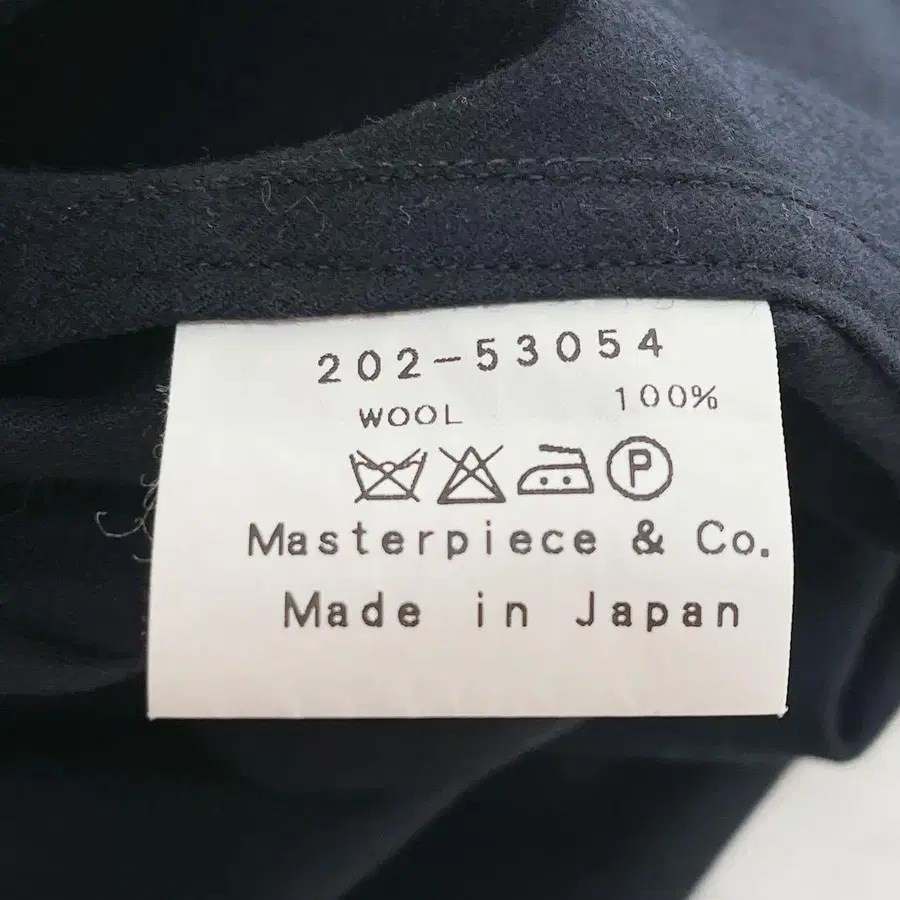 202-53054
WOOL 100%
P
Masterpiece & Co.
Made in Japan